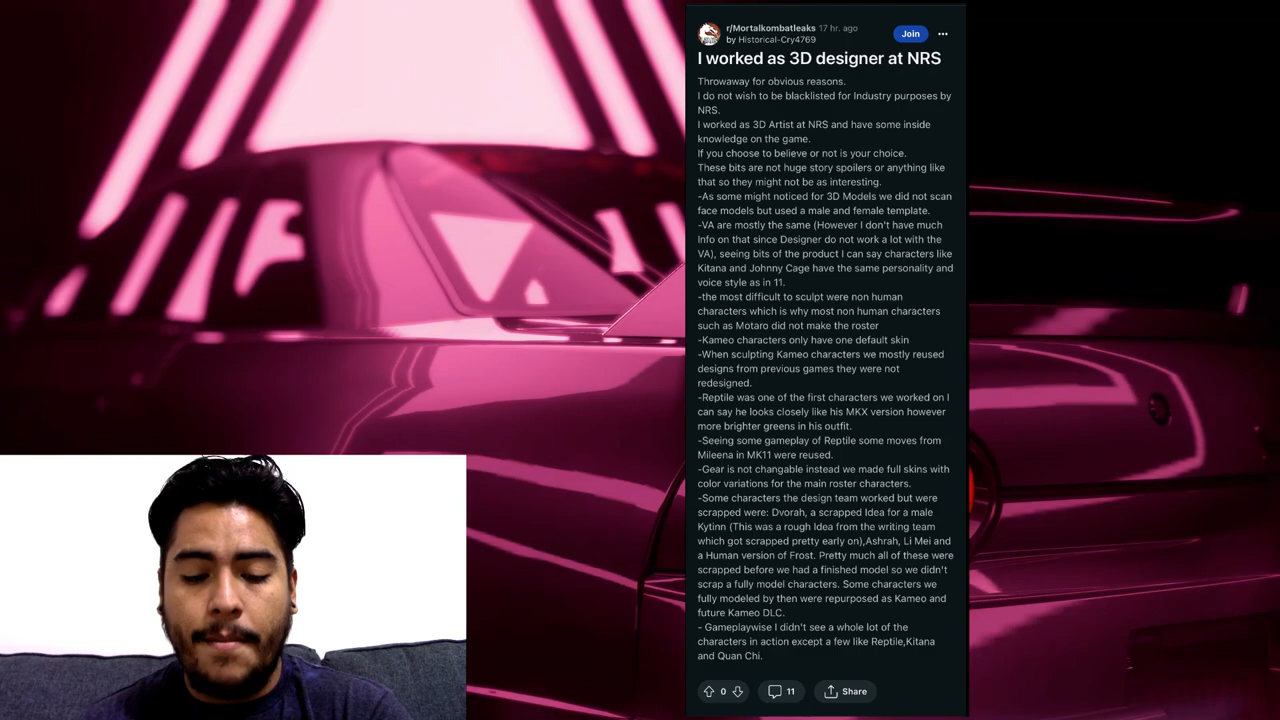 r/Mortalkombatleaks 17 hr. ago
by Historical-Cry4769
Join
I worked as 3D designer at NRS
Throwaway for obvious reasons.
I do not wish to be blacklisted for Industry purposes by
NRS.
I worked as 3D Artist at NRS and have some inside
knowledge on the game.
If you choose to believe or not is your choice.
These bits are not huge story spoilers or anything like
that so they might not be as interesting.
-As some might noticed for 3D Models we did not scan
face models but used a male and female template.
-VA are mostly the same (However I don't have much
Info on that since Designer do not work a lot with the
VA), seeing bits of the product I can say characters like
Kitana and Johnny Cage have the same personality and
voice style as in 11.
-the most difficult to sculpt were non human
characters which is why most non human characters
such as Motaro did not make the roster
-Kameo characters only have one default skin
-When sculpting Kameo characters we mostly reused
designs from previous games they were not
redesigned.
-Reptile was one of the first characters we worked on I
can say he looks closely like his MKX version however
more brighter greens in his outfit.
-Seeing some gameplay of Reptile some moves from
Mileena in MK11 were reused.
-Gear is not changable instead we made full skins with
color variations for the main roster characters.
-Some characters the design team worked but were
scrapped were: Dvorah, a scrapped Idea for a male
Kytinn (This was a rough Idea from the writing team
which got scrapped pretty early on),Ashrah, Li Mei and
a Human version of Frost. Pretty much all of these were
scrapped before we had a finished model so we didn't
scrap a fully model characters. Some characters we
fully modeled by then were repurposed as Kameo and
future Kameo DLC.
- Gameplaywise I didn't see a whole lot of the
characters in action except a few like Reptile,Kitana
and Quan Chi.
0 11 Share